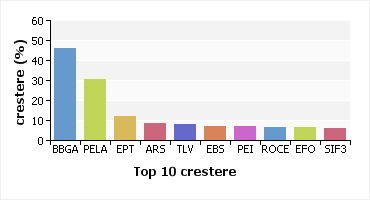 crestere (%)
60
50
40
30
20
10
0
BBGA PELA EPT ARS TLV EBS PEI ROCE EFO SIF3
Top 10 crestere